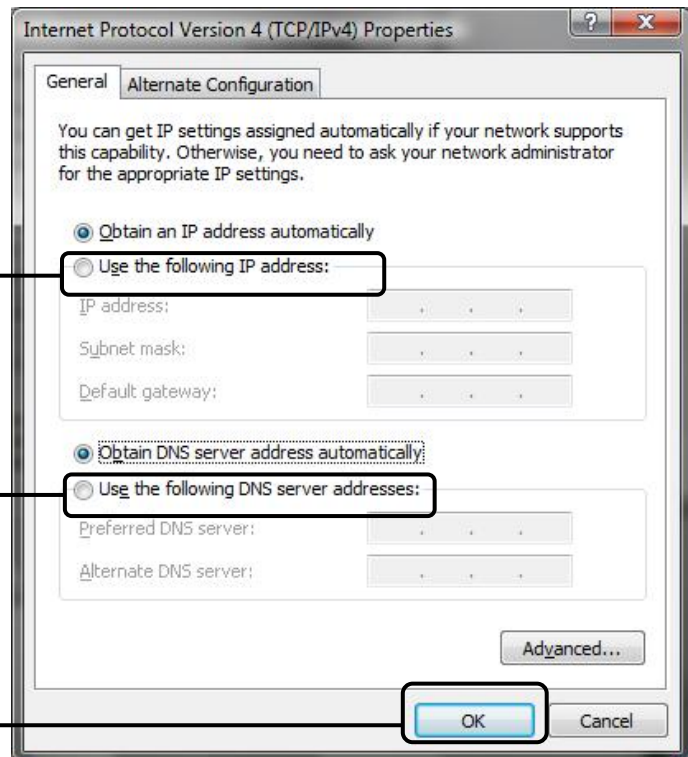 Internet Protocol Version 4 (TCP/IPv4) Properties
?
General
Alternate Configuration
You can get IP settings assigned automatically if your network supports
this capability. Otherwise, you need to ask your network administrator
for the appropriate IP settings.
Obtain an IP address automatically
Use the following IP address:
IP address:
Subnet mask:
Default gateway:
Obtain DNS server address automatically
Use the following DNS server addresses:
Preferred DNS server:
Alternate DNS server:
Advanced...
OK
Cancel